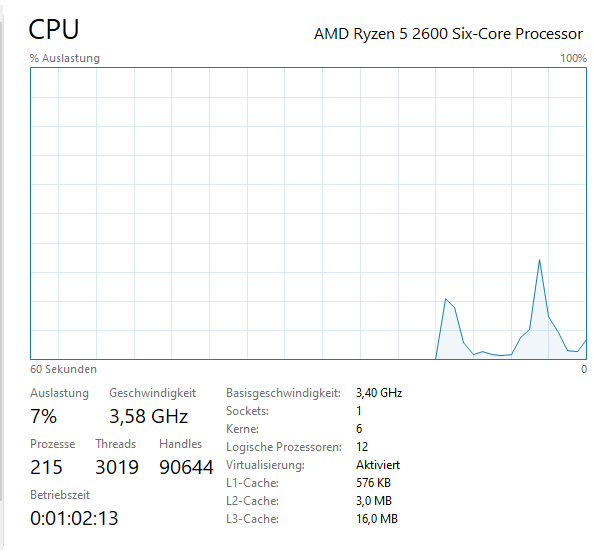 CPU AMD Ryzen 5 2600 Six-Core Processor
% Auslastung 100%
60 Sekunden 0
Auslastung Geschwindigkeit
7% 3,58 GHz
Prozesse Threads Handles
215 3019 90644
Betriebszeit
0:01:02:13
Basisgeschwindigkeit: 3,40 GHz
Sockets: 1
Kerne: 6
Logische Prozessoren: 12
Virtualisierung: Aktiviert
L1-Cache: 576 KB
L2-Cache: 3,0 MB
L3-Cache: 16,0 MB